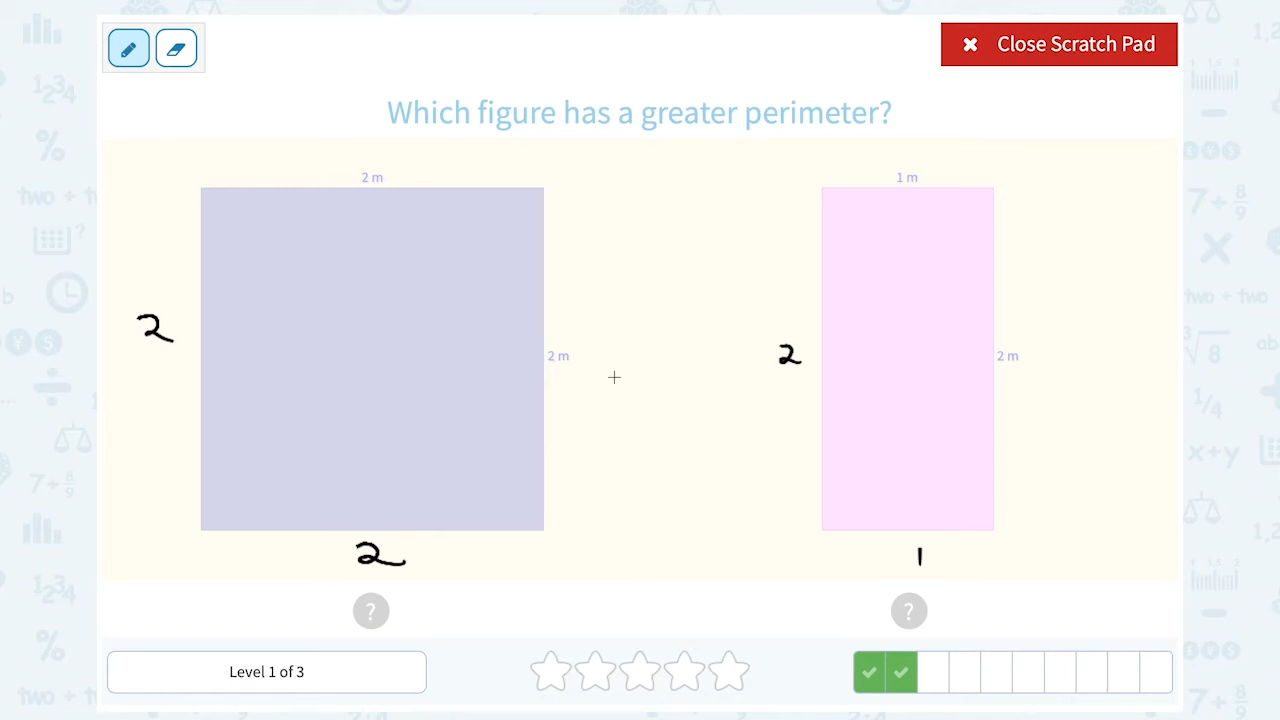 Close Scratch Pad
Which figure has a greater perimeter?
2 m
1 m
2
2 m
2
2 m
2
1
?
?
Level 1 of 3